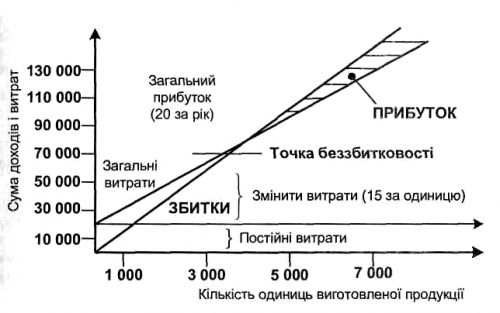 Сума доходів і витрат
130 000
110 000
90 000
70 000
50 000
30 000
10 000
Загальний
прибуток
(20 за рік)
ПРИБУТОК
Точка беззбитковості
Загальні
витрати
ЗБИТКИ
Змінити витрати (15 за одиницю)
Постійні витрати
1 000
3 000
5 000
7 000
Кількість одиниць виготовленої продукції